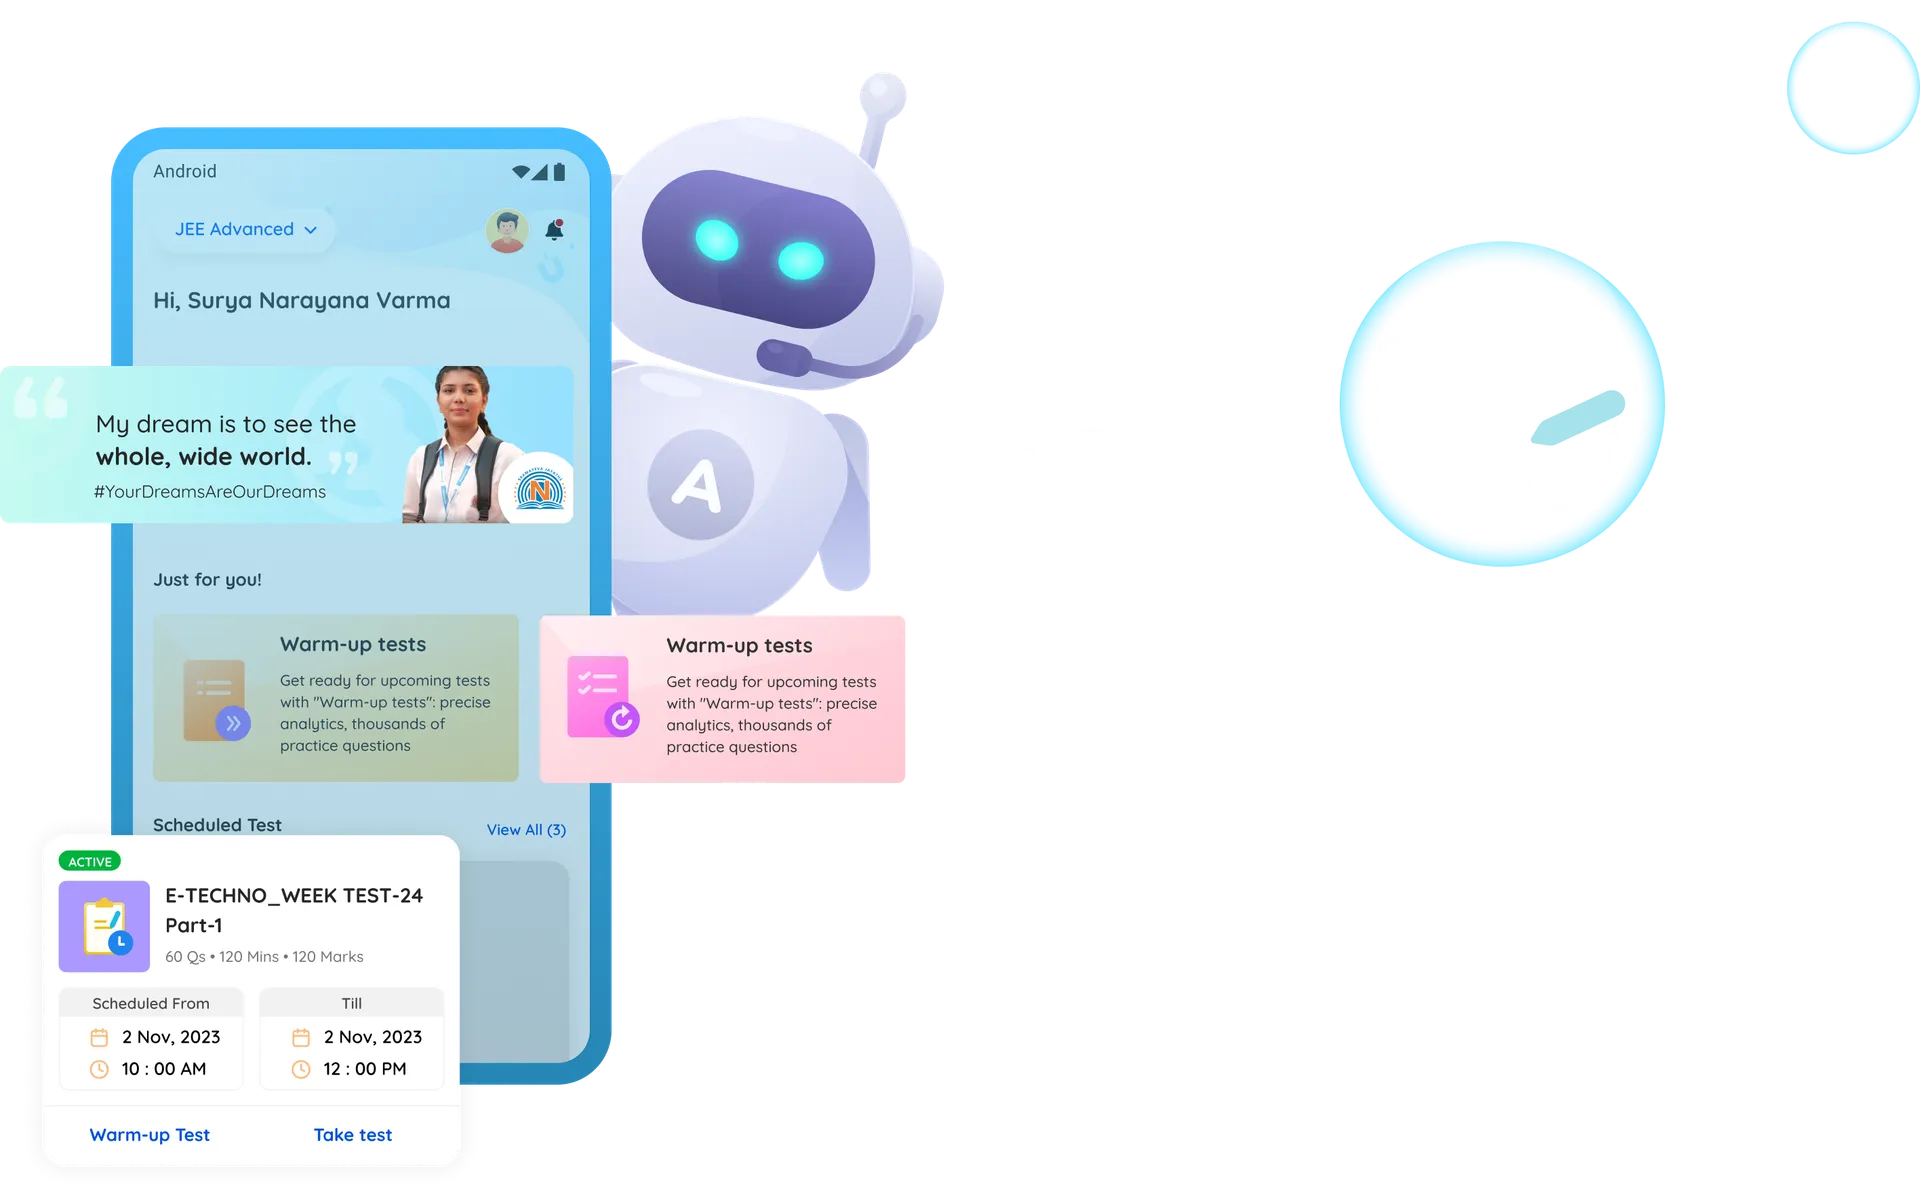 Android
JEE Advanced
Hi, Surya Narayana Varma
My dream is to see the
whole, wide world.
#YourDreamsAreOurDreams
N
A
Just for you!
Warm-up tests
Get ready for upcoming tests
with "Warm-up tests": precise
analytics, thousands of
practice questions
Warm-up tests
Get ready for upcoming tests
with "Warm-up tests": precise
analytics, thousands of
practice questions
Scheduled Test
View All (3)
ACTIVE
E-TECHNO_WEEK TEST-24
Part-1
60 Qs • 120 Mins • 120 Marks
Scheduled From
2 Nov, 2023
10 : 00 AM
Till
2 Nov, 2023
12 : 00 PM
Warm-up Test
Take test